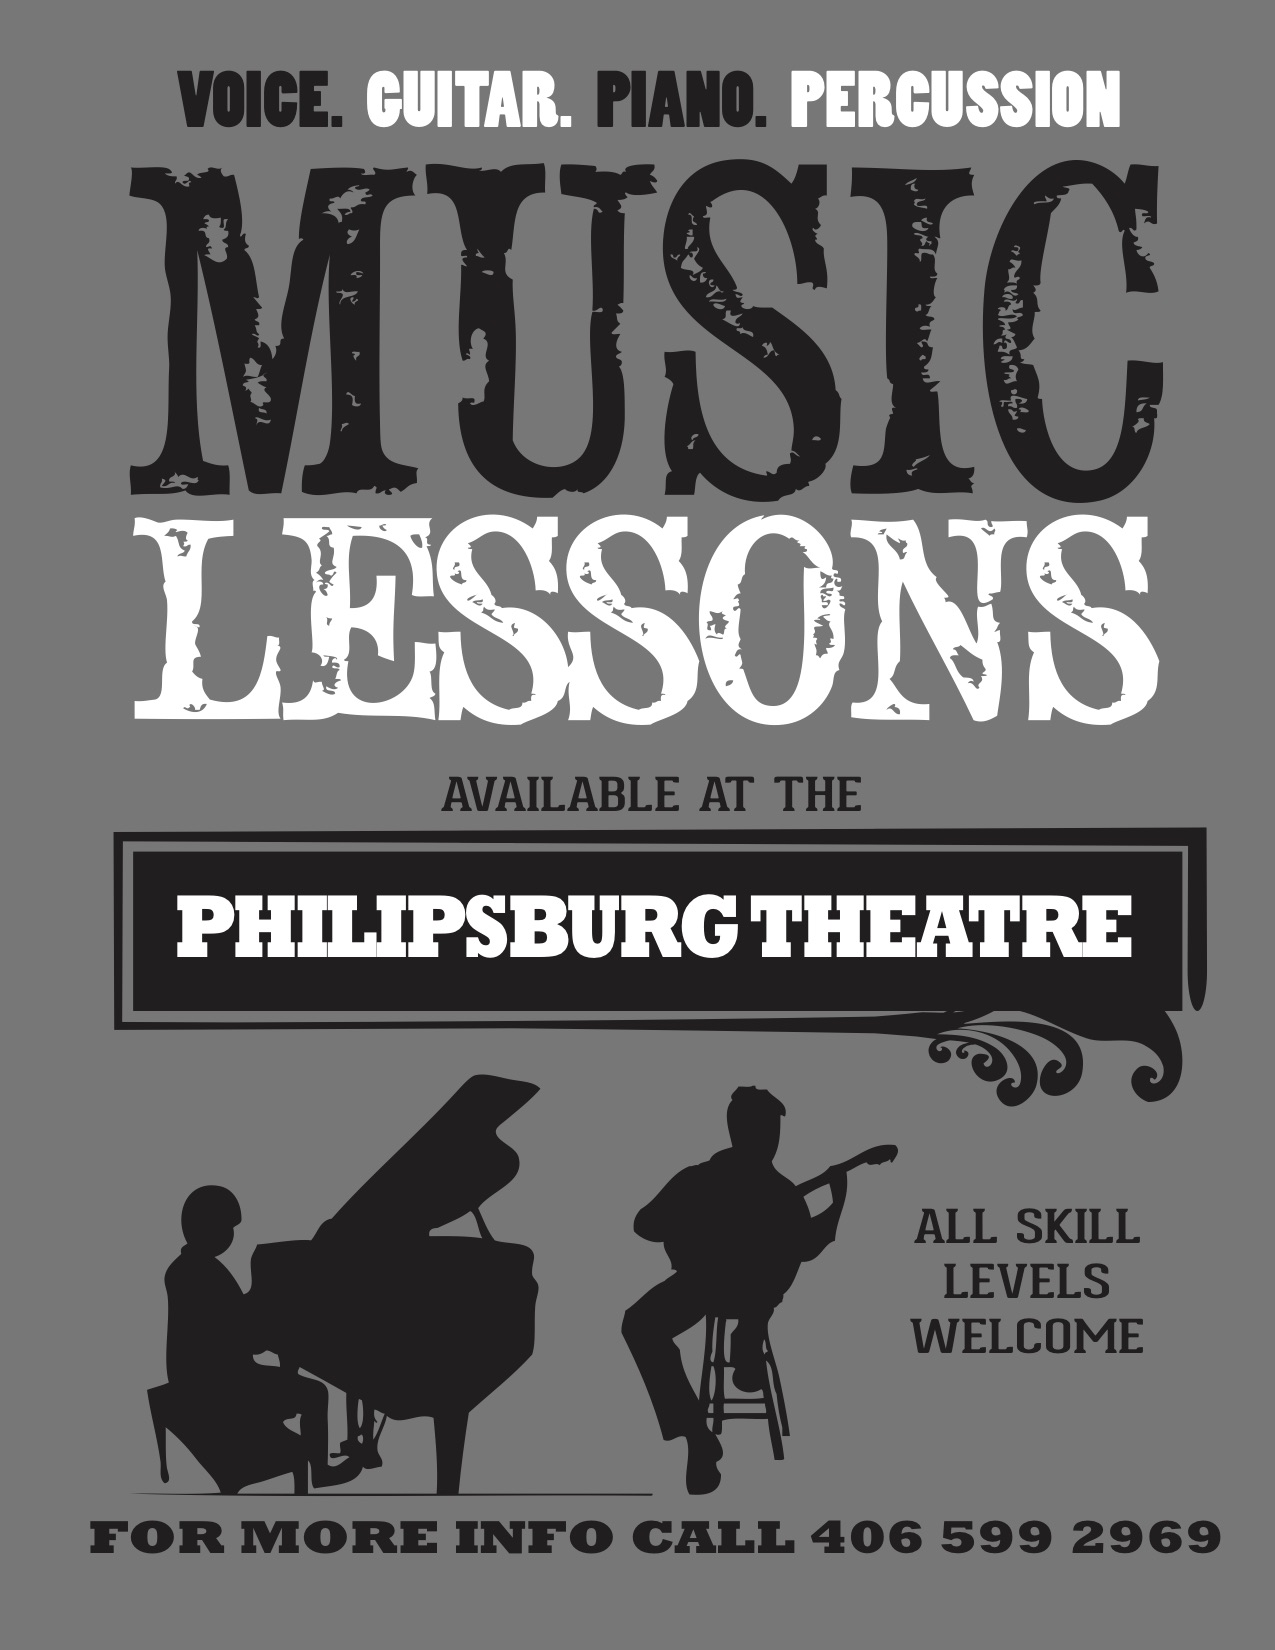 VOICE. GUITAR. PIANO. PERCUSSION
MUSIC
LESSONS
AVAILABLE AT THE
PHILIPSBURG THEATRE
ALL SKILL
LEVELS
WELCOME
FOR MORE INFO CALL 406 599 2969